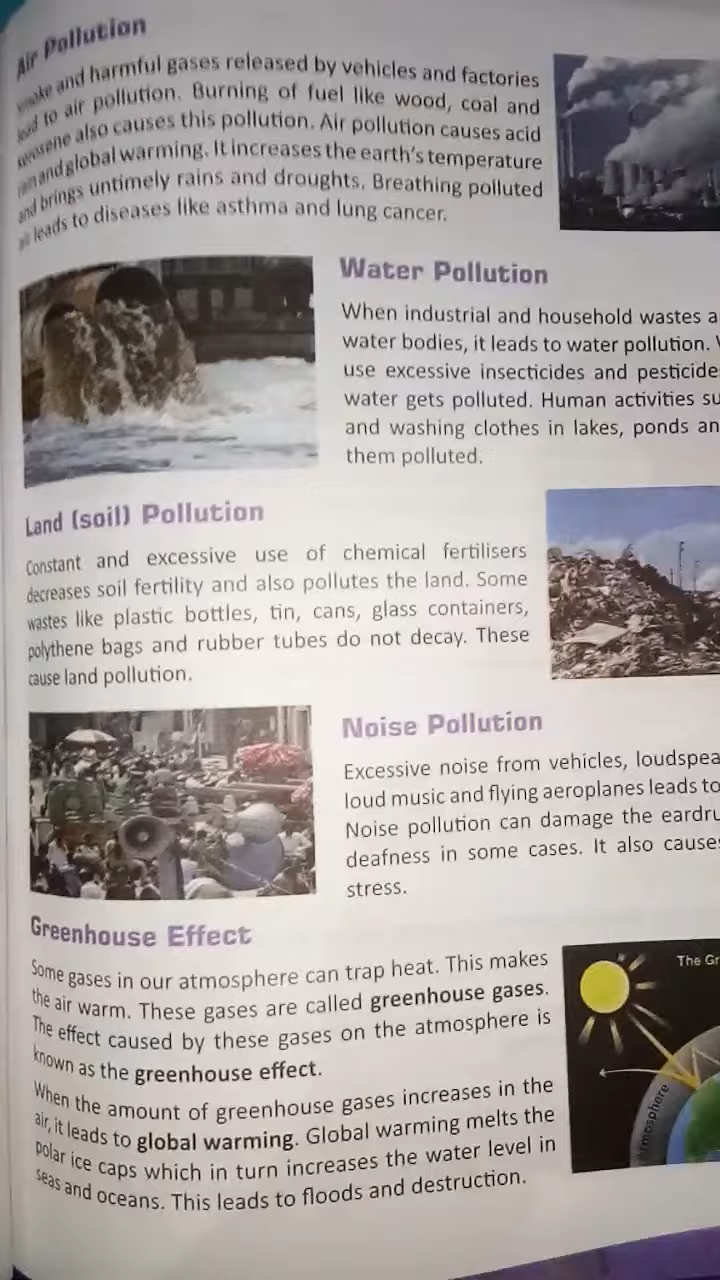 Air Pollution
smoke and harmful gases released by vehicles and factories
lead to air pollution. Burning of fuel like wood, coal and
kerosene also causes this pollution. Air pollution causes acid
rain and global warming. It increases the earth's temperature
and brings untimely rains and droughts. Breathing polluted
air leads to diseases like asthma and lung cancer.
Water Pollution
When industrial and household wastes a
water bodies, it leads to water pollution.
use excessive insecticides and pesticide
water gets polluted. Human activities su
and washing clothes in lakes, ponds an
them polluted.
Land (soil) Pollution
Constant and excessive use of chemical fertilisers
decreases soil fertility and also pollutes the land. Some
wastes like plastic bottles, tin, cans, glass containers,
polythene bags and rubber tubes do not decay. These
cause land pollution.
Noise Pollution
Excessive noise from vehicles, loudspea
loud music and flying aeroplanes leads to
Noise pollution can damage the eardru
deafness in some cases. It also cause
stress.
Greenhouse Effect
Some gases in our atmosphere can trap heat. This makes
the air warm. These gases are called greenhouse gases.
The effect caused by these gases on the atmosphere is
known as the greenhouse effect.
When the amount of greenhouse gases increases in the
air, it leads to global warming. Global warming melts the
polar ice caps which in turn increases the water level in
seas and oceans. This leads to floods and destruction.
The Gr
Atmosphere